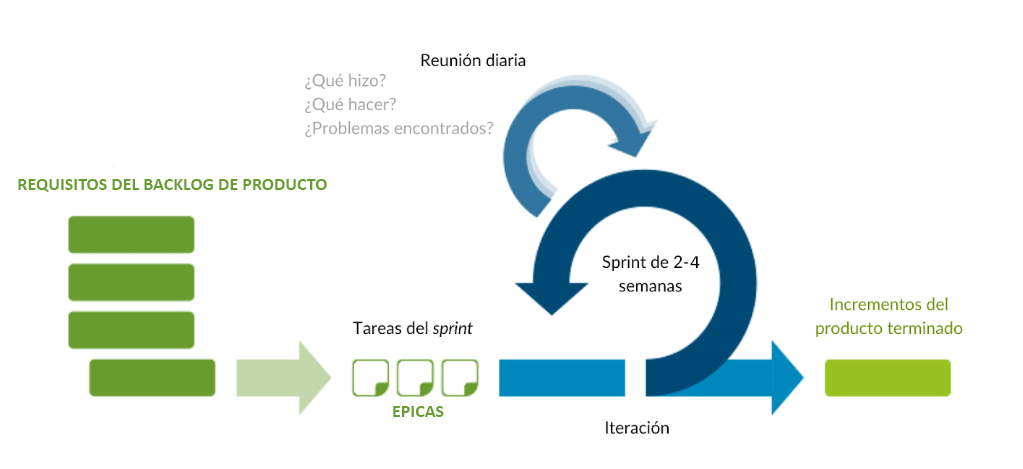 Reunión diaria
¿Qué hizo?
¿Qué hacer?
¿Problemas encontrados?
REQUISITOS DEL BACKLOG DE PRODUCTO
Sprint de 2-4
semanas
Tareas del sprint
EPICAS
Incrementos del
producto terminado
Iteración